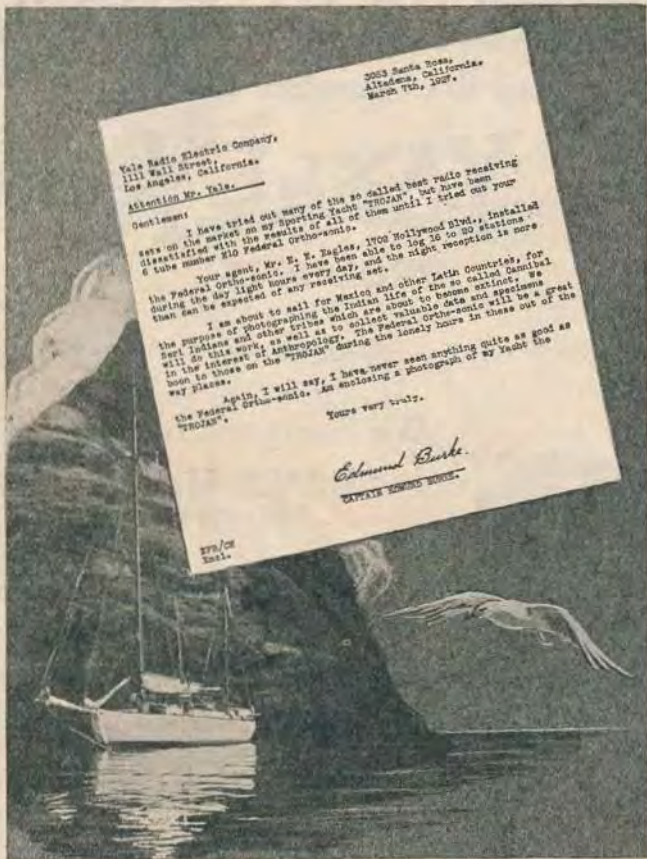 3053 Santa Rosa,
Altadena, California.
March 7th, 1927.
Yale Radio Electric Company,
1111 Wall Street,
Los Angeles, California.
Attention Mr. Yale.
Gentlemen:
I have tried out many of the so called best radio receiving
sets on the market on my Sporting Yacht "TROJAN", but have been
dissatisfied with the results of all of them until I tried out your
6 tube number E10 Federal Ortho-sonic.
Your agent, Mr. E. E. Eagles, 1702 Hollywood Blvd., installed
the Federal Ortho-sonic. I have been able to log 16 to 20 stations
during the day light hours every day, and the night reception is more
than can be expected of any receiving set.
I am about to sail for Mexico and other Latin Countries, for
the purpose of photographing the Indian life of the so called Cannibal
Seri Indians and other tribes which are about to become extinct. We
will do this work, as well as to collect valuable data and specimens
in the interest of Anthropology. The Federal Ortho-sonic will be a great
boon to those on the "TROJAN" during the lonely hours in these out of the
way places.
Again, I will say, I have never seen anything quite as good as
the Federal Ortho-sonic. Am enclosing a photograph of my Yacht the
"TROJAN".
Yours very truly.
Edmund Burke.
CAPTAIN EDMUND BURKE.
Encl.